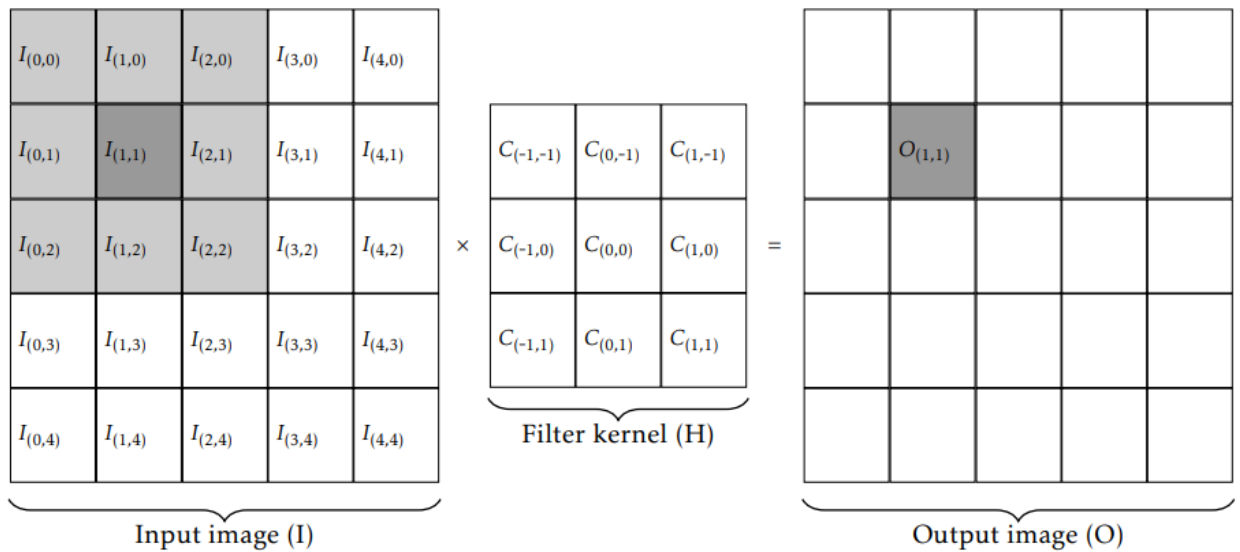 I(0,0) I(1,0) I(2,0) I(3,0) I(4,0)
I(0,1) I(1,1) I(2,1) I(3,1) I(4,1)
I(0,2) I(1,2) I(2,2) I(3,2) I(4,2)
I(0,3) I(1,3) I(2,3) I(3,3) I(4,3)
I(0,4) I(1,4) I(2,4) I(3,4) I(4,4)
Input image (I)
×
C(-1,-1) C(0,-1) C(1,-1)
C(-1,0) C(0,0) C(1,0)
C(-1,1) C(0,1) C(1,1)
Filter kernel (H)
=
O(1,1)
Output image (O)